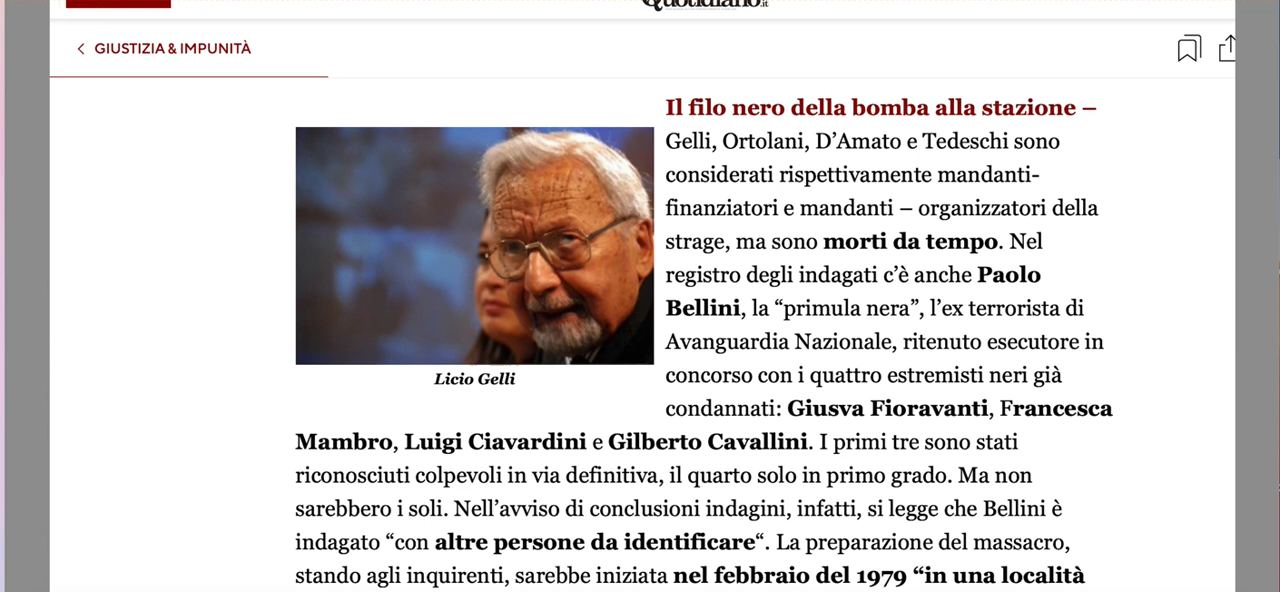 Quotidiano.it
GIUSTIZIA & IMPUNITÀ
Il filo nero della bomba alla stazione –
Gelli, Ortolani, D’Amato e Tedeschi sono
considerati rispettivamente mandanti-
finanziatori e mandanti – organizzatori della
strage, ma sono morti da tempo. Nel
registro degli indagati c’è anche Paolo
Bellini, la “primula nera”, l’ex terrorista di
Avanguardia Nazionale, ritenuto esecutore in
concorso con i quattro estremisti neri già
condannati: Giusva Fioravanti, Francesca
Licio Gelli
Mambro, Luigi Ciavardini e Gilberto Cavallini. I primi tre sono stati
riconosciuti colpevoli in via definitiva, il quarto solo in primo grado. Ma non
sarebbero i soli. Nell’avviso di conclusioni indagini, infatti, si legge che Bellini è
indagato “con altre persone da identificare“. La preparazione del massacro,
stando agli inquirenti, sarebbe iniziata nel febbraio del 1979 “in una località